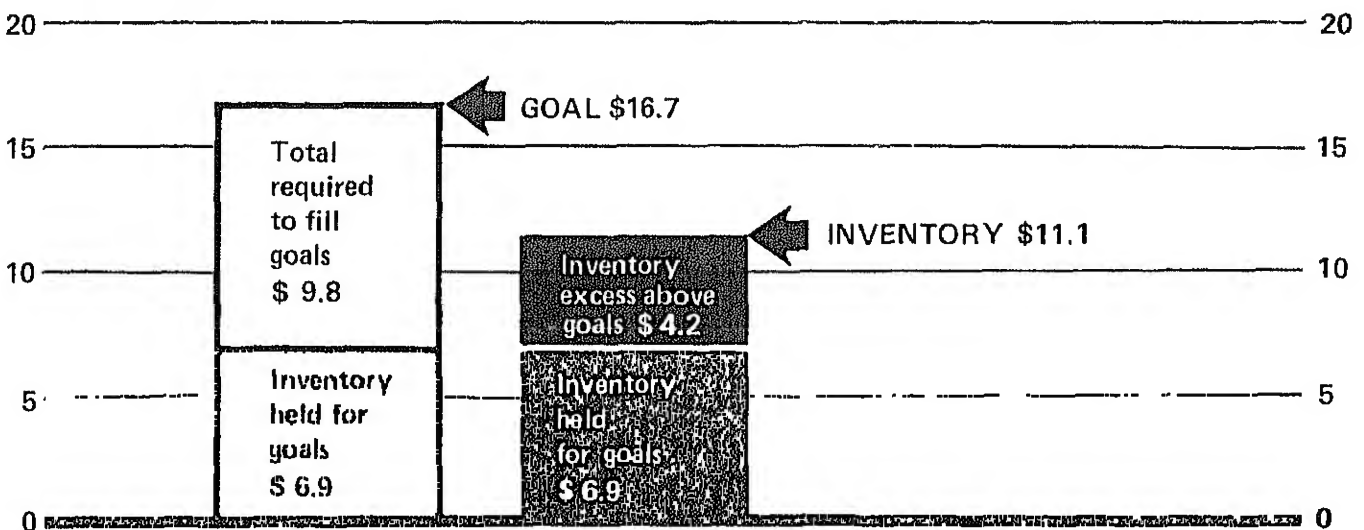 20 20
GOAL $16.7
15 15
Total
required
to fill
goals
$ 9.8
INVENTORY $11.1
10 10
Inventory
excess above
goals $ 4.2
Inventory
held for
goals
$ 6.9
Inventory
held
for goals
$ 6.9
5 5
0 0